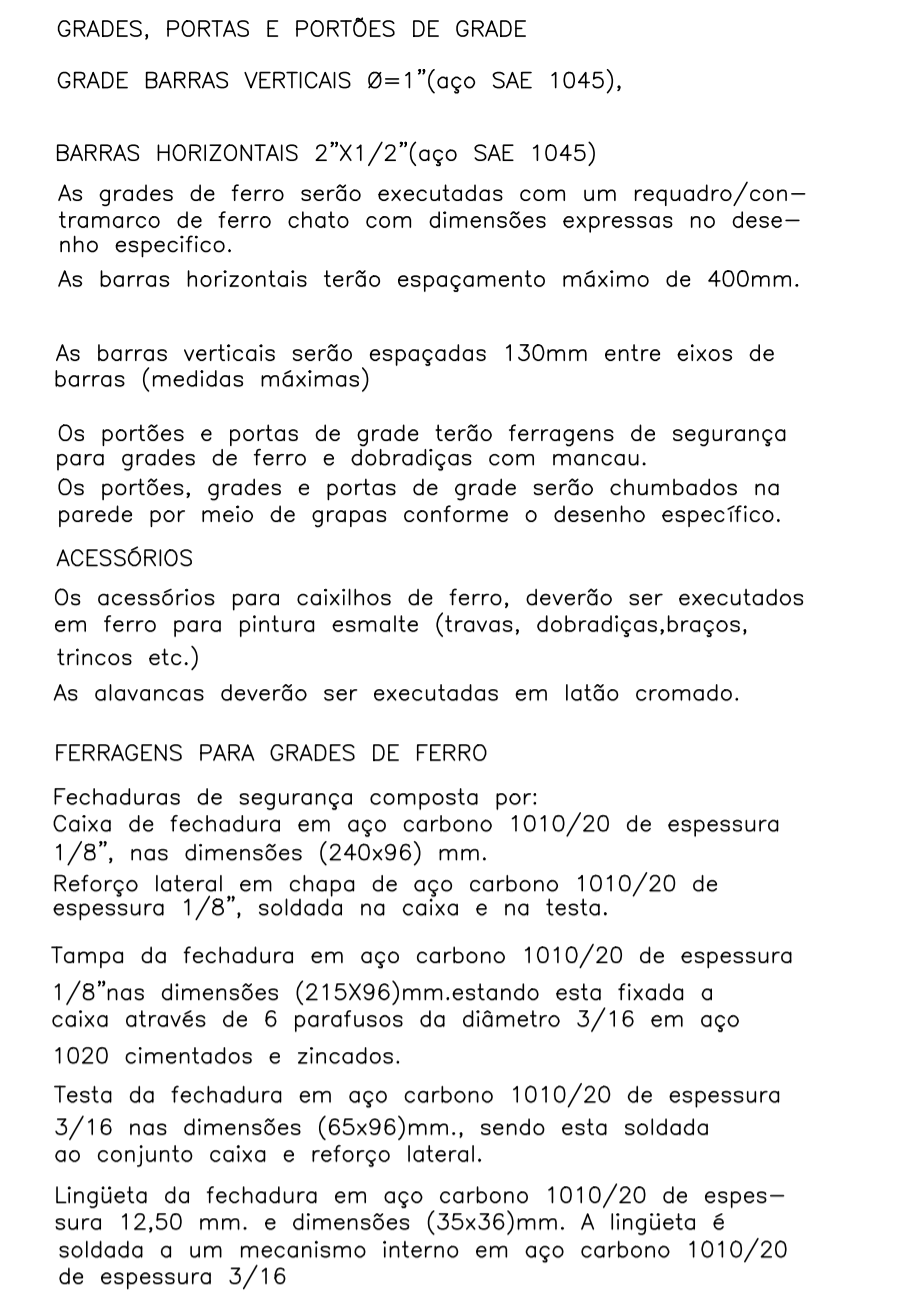 GRADES, PORTAS E PORTÕES DE GRADE
GRADE BARRAS VERTICAIS Ø=1”(aço SAE 1045),
BARRAS HORIZONTAIS 2”X1/2”(aço SAE 1045)
As grades de ferro serão executadas com um requadro/con–
tramarco de ferro chato com dimensões expressas no dese–
nho especifico.
As barras horizontais terão espaçamento máximo de 400mm.
As barras verticais serão espaçadas 130mm entre eixos de
barras (medidas máximas)
Os portões e portas de grade terão ferragens de segurança
para grades de ferro e dobradiças com mancau.
Os portões, grades e portas de grade serão chumbados na
parede por meio de grapas conforme o desenho específico.
ACESSÓRIOS
Os acessórios para caixilhos de ferro, deverão ser executados
em ferro para pintura esmalte (travas, dobradiças,braços,
trincos etc.)
As alavancas deverão ser executadas em latão cromado.
FERRAGENS PARA GRADES DE FERRO
Fechaduras de segurança composta por:
Caixa de fechadura em aço carbono 1010/20 de espessura
1/8”, nas dimensões (240x96) mm.
Reforço lateral em chapa de aço carbono 1010/20 de
espessura 1/8”, soldada na caixa e na testa.
Tampa da fechadura em aço carbono 1010/20 de espessura
1/8”nas dimensões (215X96)mm.estando esta fixada a
caixa através de 6 parafusos da diâmetro 3/16 em aço
1020 cimentados e zincados.
Testa da fechadura em aço carbono 1010/20 de espessura
3/16 nas dimensões (65x96)mm., sendo esta soldada
ao conjunto caixa e reforço lateral.
Lingüeta da fechadura em aço carbono 1010/20 de espes–
sura 12,50 mm. e dimensões (35x36)mm. A lingüeta é
soldada a um mecanismo interno em aço carbono 1010/20
de espessura 3/16